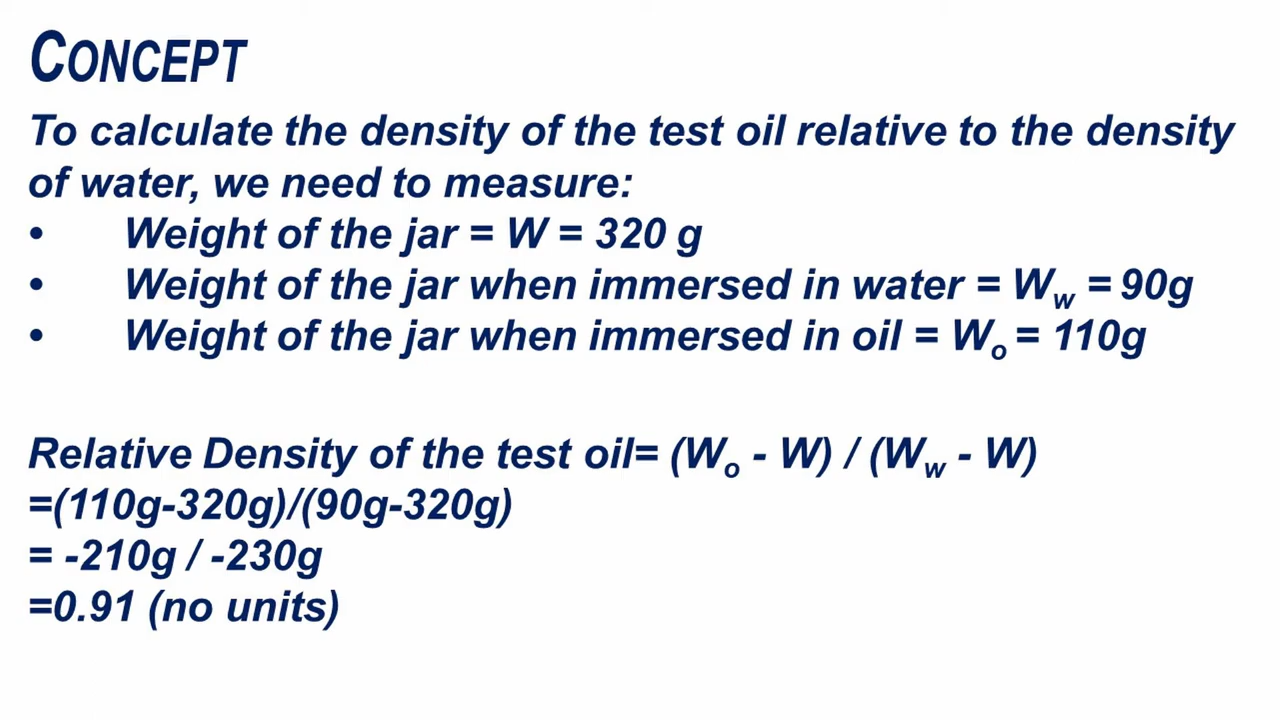 CONCEPT
To calculate the density of the test oil relative to the density
of water, we need to measure:
• Weight of the jar = W = 320 g
• Weight of the jar when immersed in water = Ww = 90g
• Weight of the jar when immersed in oil = Wo = 110g
Relative Density of the test oil= (Wo - W) / (Ww - W)
=(110g-320g)/(90g-320g)
= -210g / -230g
=0.91 (no units)